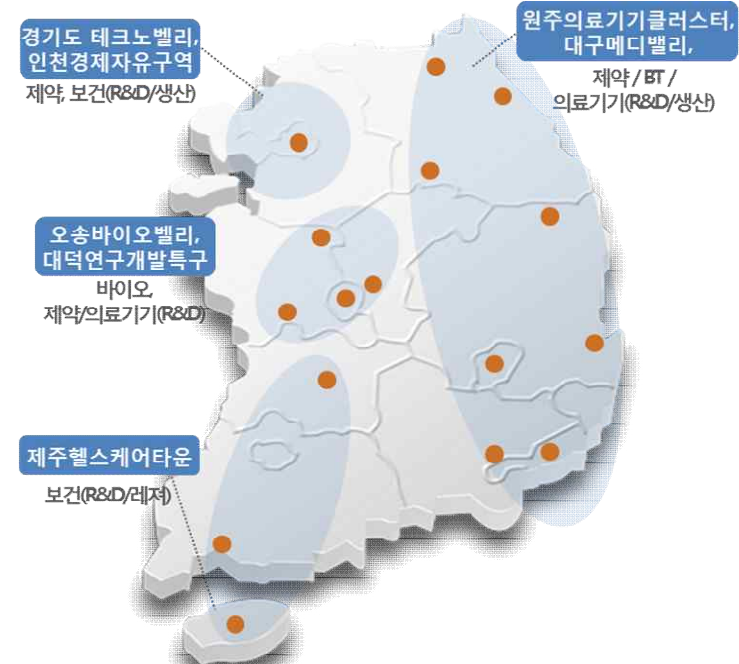 경기도 테크노밸리,
인천경제자유구역
제약, 보건(R&D/생산)
원주의료기기클러스터,
대구메디밸리,
제약 / BT /
의료기기(R&D/생산)
오송바이오밸리,
대덕연구개발특구
바이오,
제약/의료기기(R&D)
제주헬스케어타운
보건(R&D/레저)